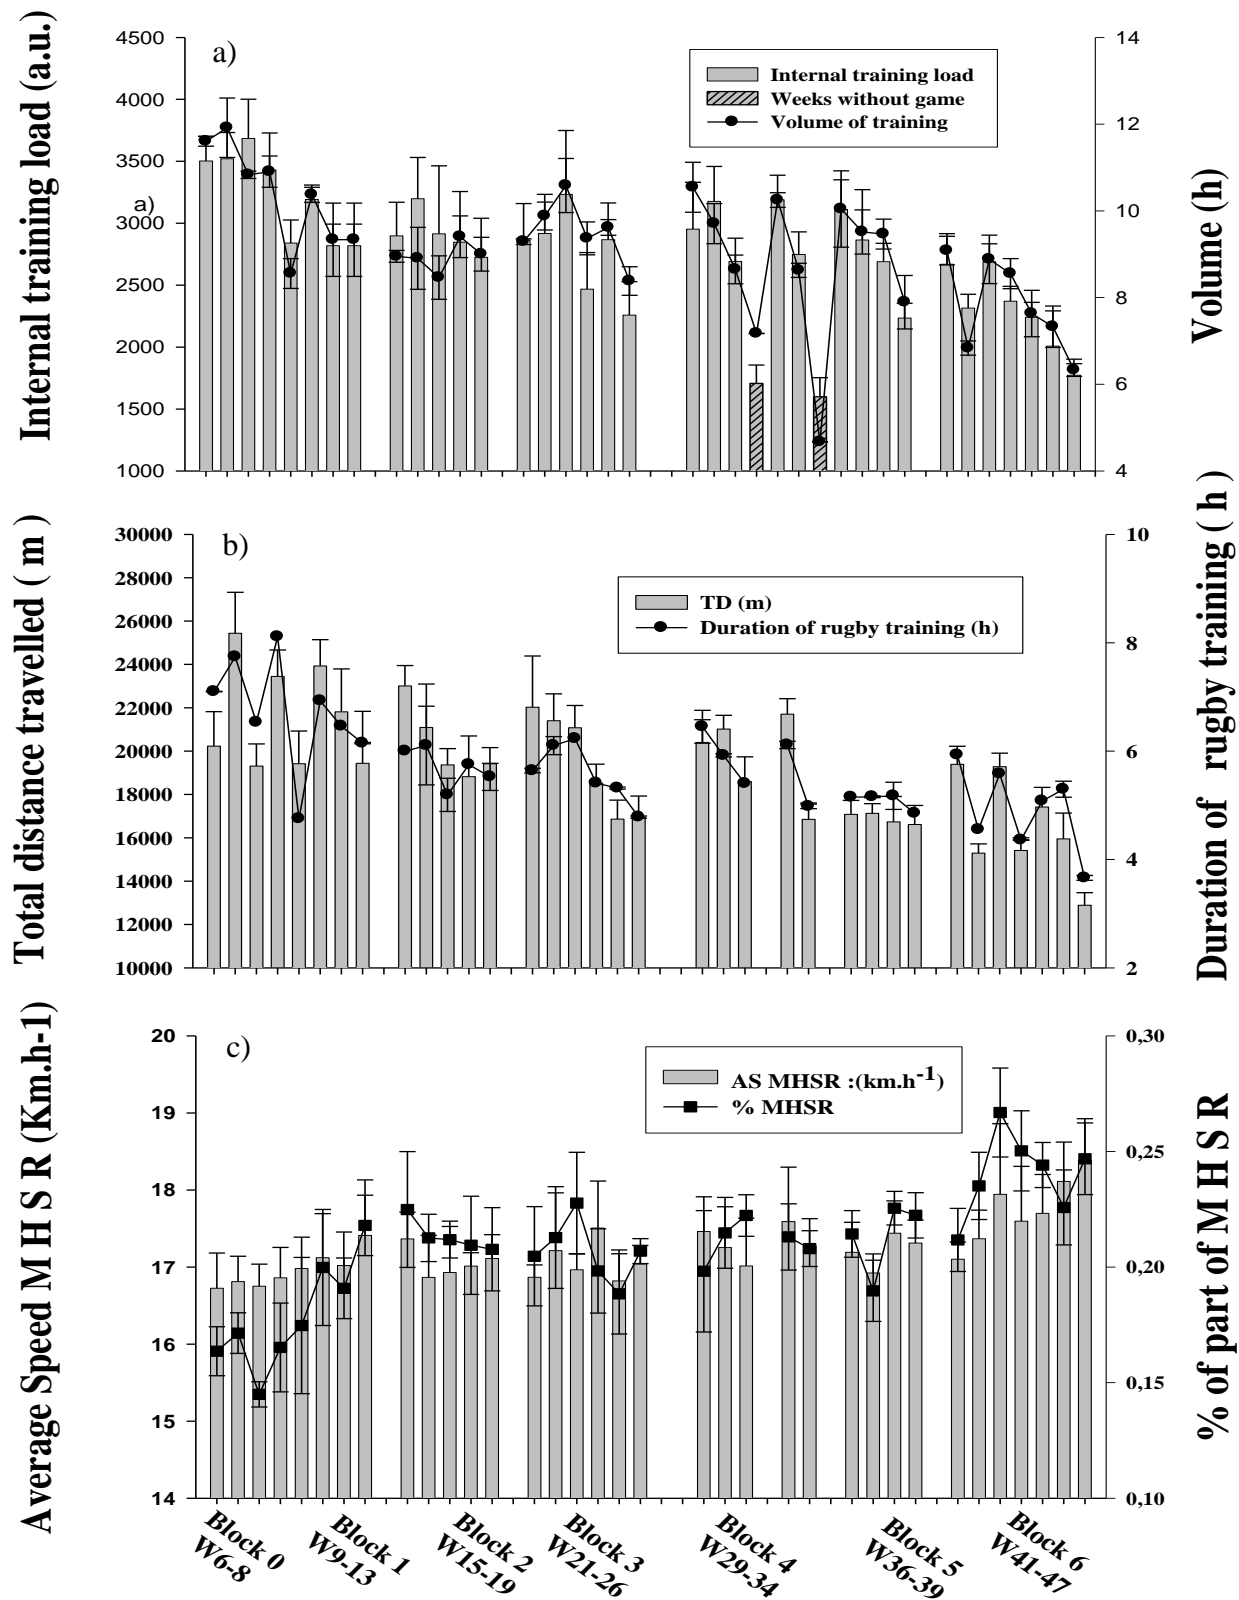 a)
Internal training load (a.u.)
4500
4000
3500
3000
2500
2000
1500
1000
a)
Internal training load
Weeks without game
Volume of training
14
12
10
8
6
4
Volume (h)
b)
Total distance travelled ( m )
30000
28000
26000
24000
22000
20000
18000
16000
14000
12000
10000
TD (m)
Duration of rugby training (h)
10
8
6
4
2
Duration of rugby training ( h )
c)
Average Speed M H S R (Km.h-1)
20
19
18
17
16
15
14
AS MHSR :(km.h-1)
% MHSR
0,30
0,25
0,20
0,15
0,10
% of part of M H S R
Block 0
W6-8
Block 1
W9-13
Block 2
W15-19
Block 3
W21-26
Block 4
W29-34
Block 5
W36-39
Block 6
W41-47